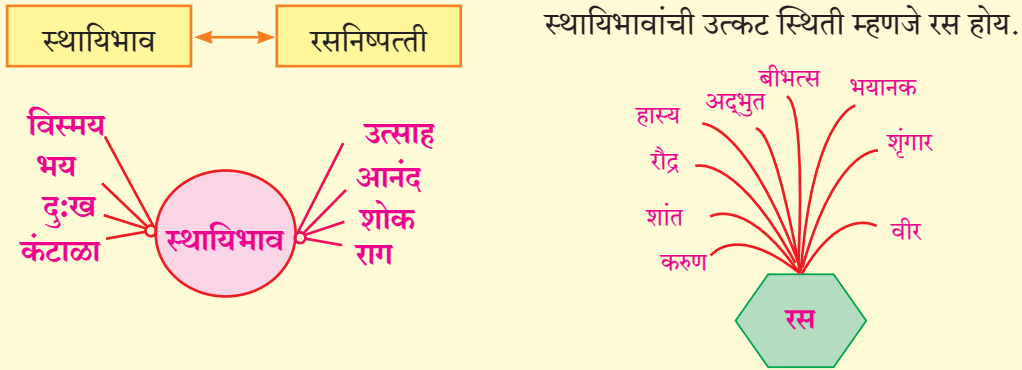 स्थायिभाव
रसनिष्पत्ती
स्थायिभावांची उत्कट स्थिती म्हणजे रस होय.
विस्मय
भय
दुःख
कंटाळा
स्थायिभाव
उत्साह
आनंद
शोक
राग
करुण
शांत
रौद्र
हास्य
अद्‌भुत
बीभत्स
भयानक
शृंगार
वीर
रस